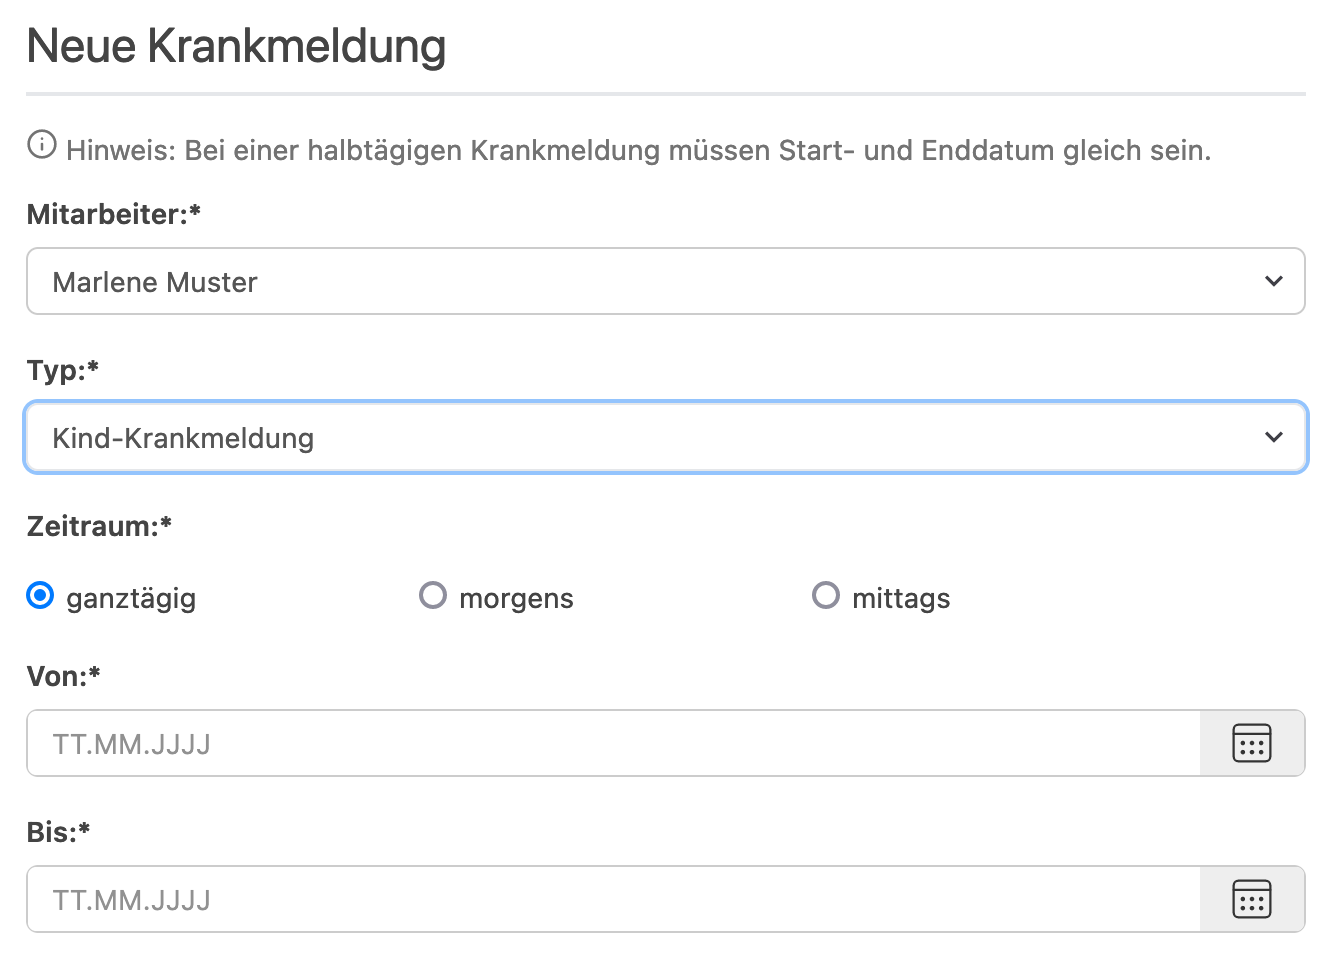 Neue Krankmeldung
Hinweis: Bei einer halbtägigen Krankmeldung müssen Start- und Enddatum gleich sein.
Mitarbeiter:*
Marlene Muster
Typ:*
Kind-Krankmeldung
Zeitraum:*
ganztägig morgens mittags
Von:*
TT.MM.JJJJ
Bis:*
TT.MM.JJJJ